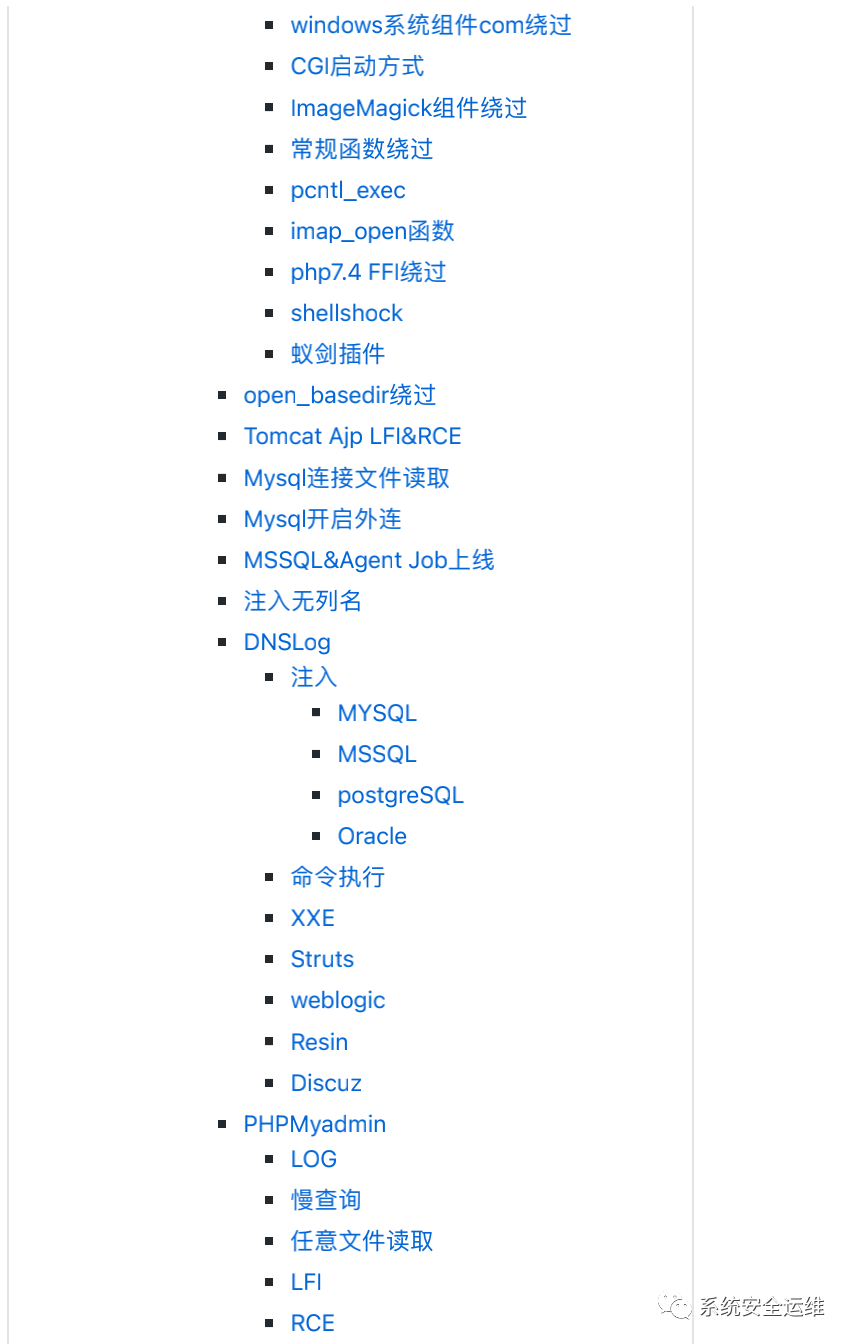 windows系统组件com绕过
CGI启动方式
ImageMagick组件绕过
常规函数绕过
pcntl_exec
imap_open函数
php7.4 FFI绕过
shellshock
蚁剑插件
open_basedir绕过
Tomcat Ajp LFI&RCE
Mysql连接文件读取
Mysql开启外连
MSSQL&Agent Job上线
注入无列名
DNSLog
注入
MYSQL
MSSQL
postgreSQL
Oracle
命令执行
XXE
Struts
weblogic
Resin
Discuz
PHPMyadmin
LOG
慢查询
任意文件读取
LFI
RCE
系统安全运维